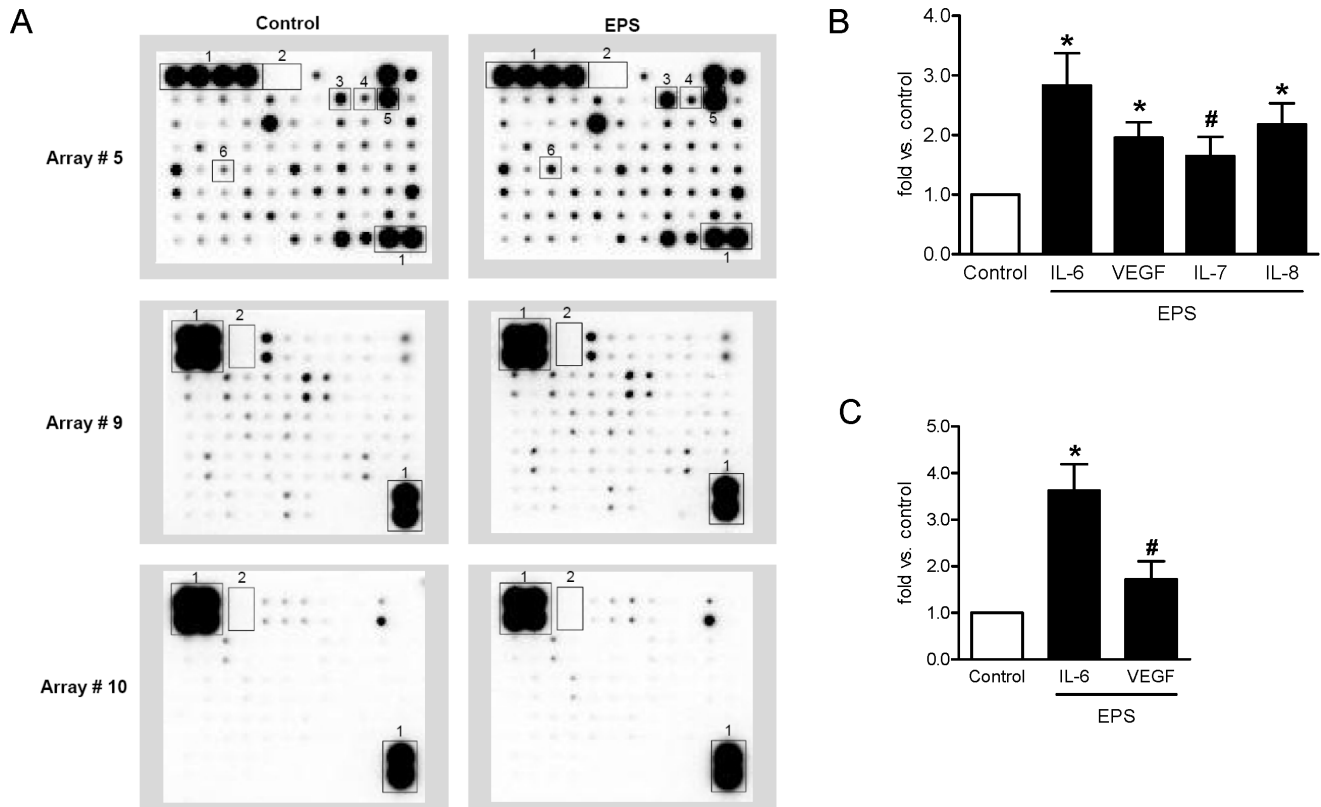 A
Control
EPS
Array # 5
1
2
3
4
5
6
1
1
2
3
4
5
6
1
Array # 9
1
2
1
1
2
1
Array # 10
1
2
1
1
2
1
B
fold vs. control
4.0
3.0
2.0
1.0
0.0
*
*
#
*
Control
IL-6
VEGF
IL-7
IL-8
EPS
C
fold vs. control
5.0
4.0
3.0
2.0
1.0
0.0
*
#
Control
IL-6
VEGF
EPS